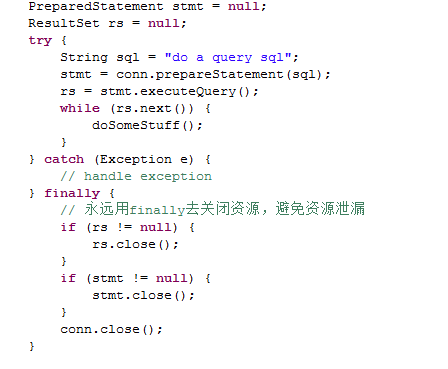 PreparedStatement stmt = null;
ResultSet rs = null;
try {
    String sql = "do a query sql";
    stmt = conn.prepareStatement(sql);
    rs = stmt.executeQuery();
    while (rs.next()) {
        doSomeStuff();
    }
} catch (Exception e) {
    // handle exception
} finally {
    // 永远用finally去关闭资源，避免资源泄漏
    if (rs != null) {
        rs.close();
    }
    if (stmt != null) {
        stmt.close();
    }
    conn.close();
}